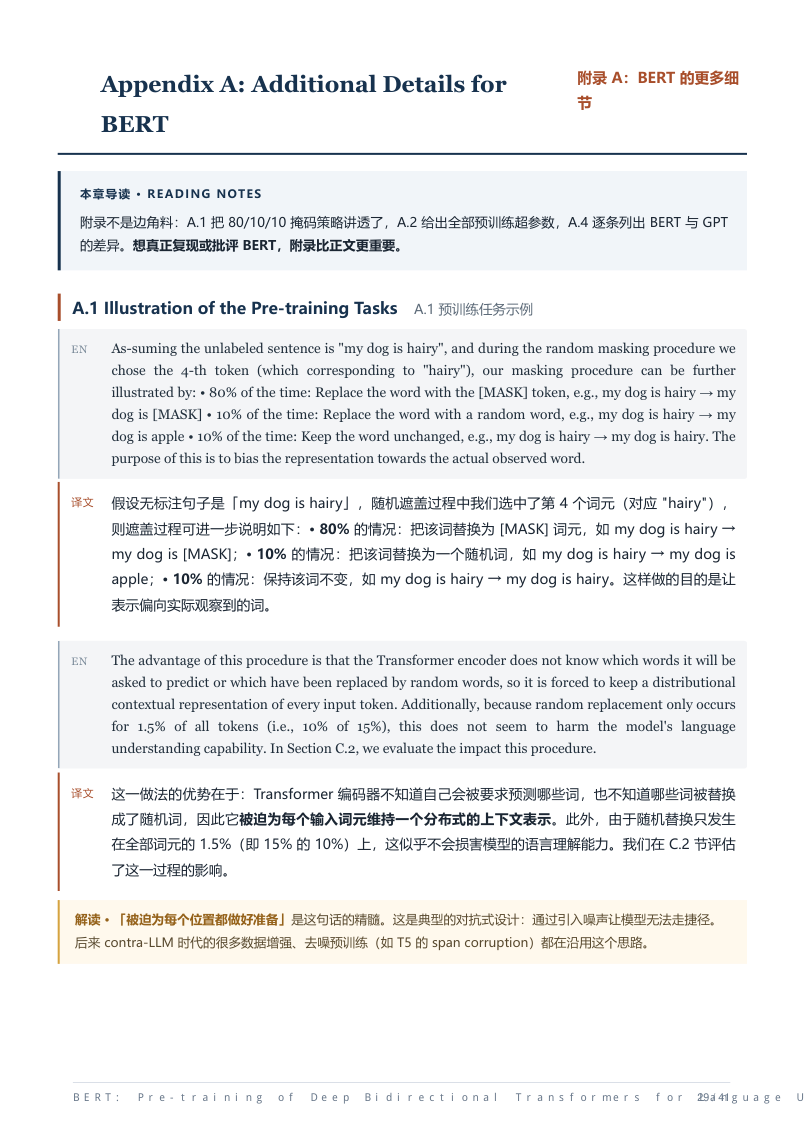 Appendix A: Additional Details for
BERT
附录 A：BERT 的更多细
节
本章导读 • READING NOTES
附录不是边角料：A.1 把 80/10/10 掩码策略讲透了，A.2 给出全部预训练超参数，A.4 逐条列出 BERT 与 GPT
的差异。想真正复现或批评 BERT，附录比正文更重要。
A.1 Illustration of the Pre-training Tasks A.1 预训练任务示例
EN
As-suming the unlabeled sentence is "my dog is hairy", and during the random masking procedure we
chose the 4-th token (which corresponding to "hairy"), our masking procedure can be further
illustrated by: • 80% of the time: Replace the word with the [MASK] token, e.g., my dog is hairy → my
dog is [MASK] • 10% of the time: Replace the word with a random word, e.g., my dog is hairy → my
dog is apple • 10% of the time: Keep the word unchanged, e.g., my dog is hairy → my dog is hairy. The
purpose of this is to bias the representation towards the actual observed word.
译文
假设无标注句子是「my dog is hairy」，随机遮盖过程中我们选中了第 4 个词元（对应 "hairy"），
则遮盖过程可进一步说明如下：• 80% 的情况：把该词替换为 [MASK] 词元，如 my dog is hairy →
my dog is [MASK]；• 10% 的情况：把该词替换为一个随机词，如 my dog is hairy → my dog is
apple；• 10% 的情况：保持该词不变，如 my dog is hairy → my dog is hairy。这样做的目的是让
表示偏向实际观察到的词。
EN
The advantage of this procedure is that the Transformer encoder does not know which words it will be
asked to predict or which have been replaced by random words, so it is forced to keep a distributional
contextual representation of every input token. Additionally, because random replacement only occurs
for 1.5% of all tokens (i.e., 10% of 15%), this does not seem to harm the model's language
understanding capability. In Section C.2, we evaluate the impact this procedure.
译文
这一做法的优势在于：Transformer 编码器不知道自己会被要求预测哪些词，也不知道哪些词被替换
成了随机词，因此它被迫为每个输入词元维持一个分布式的上下文表示。此外，由于随机替换只发生
在全部词元的 1.5%（即 15% 的 10%）上，这似乎不会损害模型的语言理解能力。我们在 C.2 节评估
了这一过程的影响。
解读 • 「被迫为每个位置都做好准备」是这句话的精髓。这是典型的对抗式设计：通过引入噪声让模型无法走捷径。
后来 contra-LLM 时代的很多数据增强、去噪预训练（如 T5 的 span corruption）都在沿用这个思路。
BERT: Pre-training of Deep Bidirectional Transformers for Language U
29 / 41